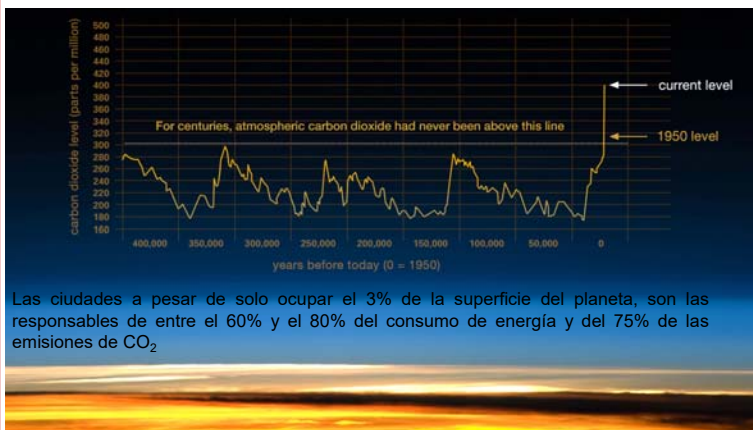 carbon dioxide level (parts per million)
500
480
460
440
420
400
380
360
340
320
300
280
260
240
220
200
180
160
current level
For centuries, atmospheric carbon dioxide had never been above this line
1950 level
400,000 350,000 300,000 250,000 200,000 150,000 100,000 50,000 0
years before today (0 = 1950)
Las ciudades a pesar de solo ocupar el 3% de la superficie del planeta, son las
responsables de entre el 60% y el 80% del consumo de energía y del 75% de las
emisiones de CO₂